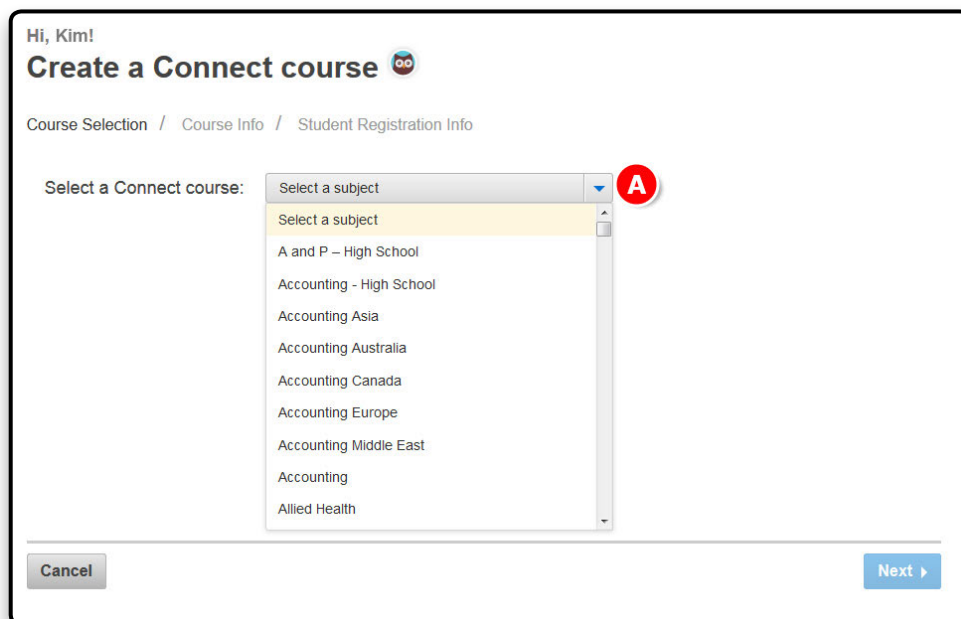 Hi, Kim!
Create a Connect course
Course Selection / Course Info / Student Registration Info
Select a Connect course: Select a subject A
Select a subject
A and P – High School
Accounting - High School
Accounting Asia
Accounting Australia
Accounting Canada
Accounting Europe
Accounting Middle East
Accounting
Allied Health
Cancel Next